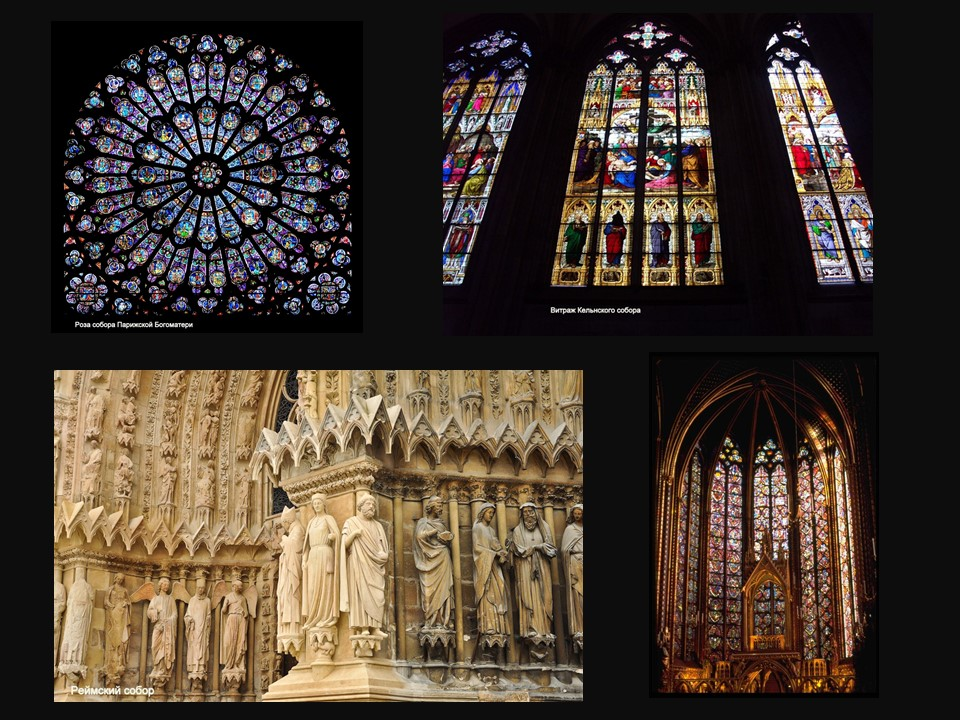 Роза собора Парижской Богоматери
Витраж Кельнского собора
Реймский собор